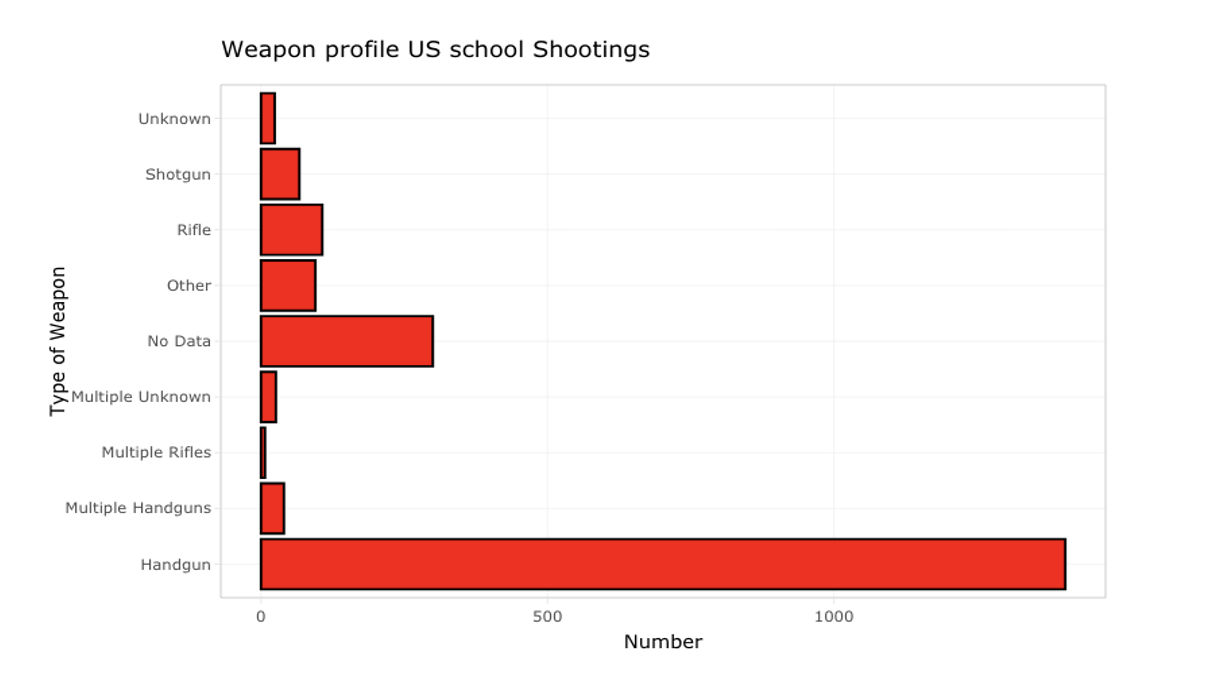 Weapon profile US school Shootings
Type of Weapon
Unknown
Shotgun
Rifle
Other
No Data
Multiple Unknown
Multiple Rifles
Multiple Handguns
Handgun
0 500 1000
Number